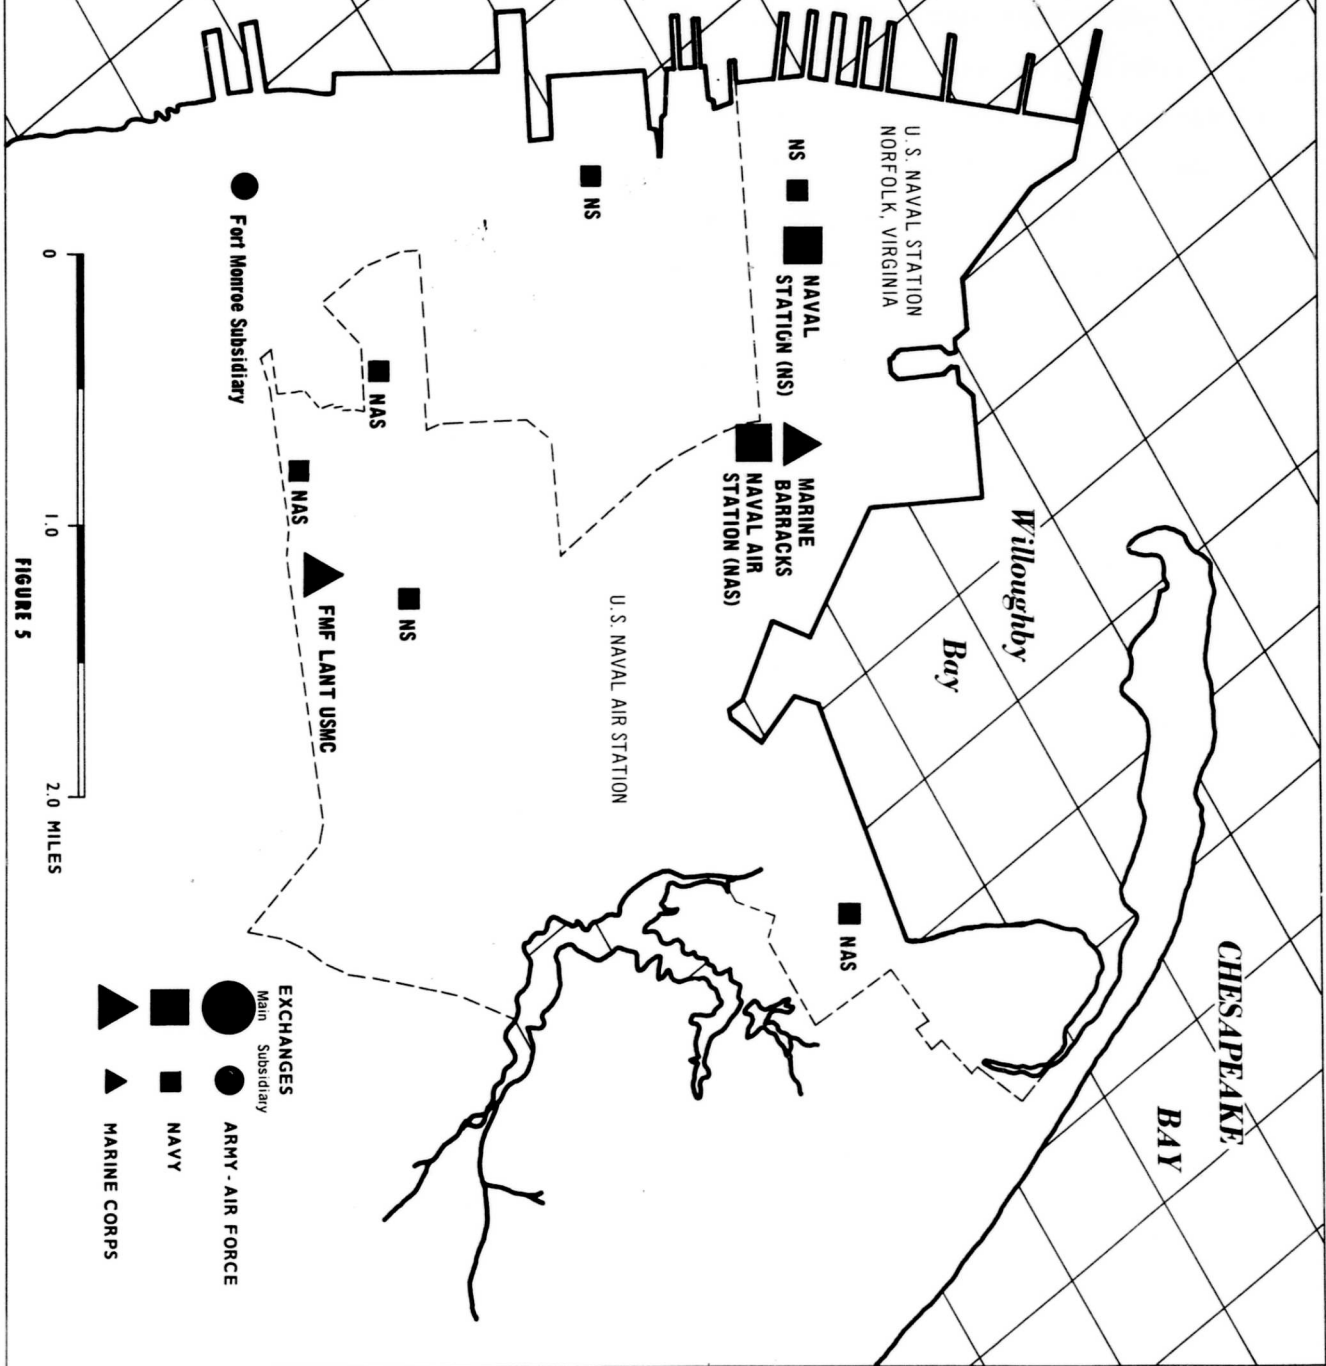 CHESAPEAKE
BAY
Willoughby
Bay
U.S. NAVAL STATION
NORFOLK, VIRGINIA
NS
NAVAL
STATION (NS)
MARINE
BARRACKS
NAVAL AIR
STATION (NAS)
NAS
NS
U.S. NAVAL AIR STATION
NS
NAS
NAS
FMF LANT USMC
Fort Monroe Subsidiary
EXCHANGES
Main Subsidiary
ARMY - AIR FORCE
NAVY
MARINE CORPS
0 1.0 2.0 MILES
FIGURE 5